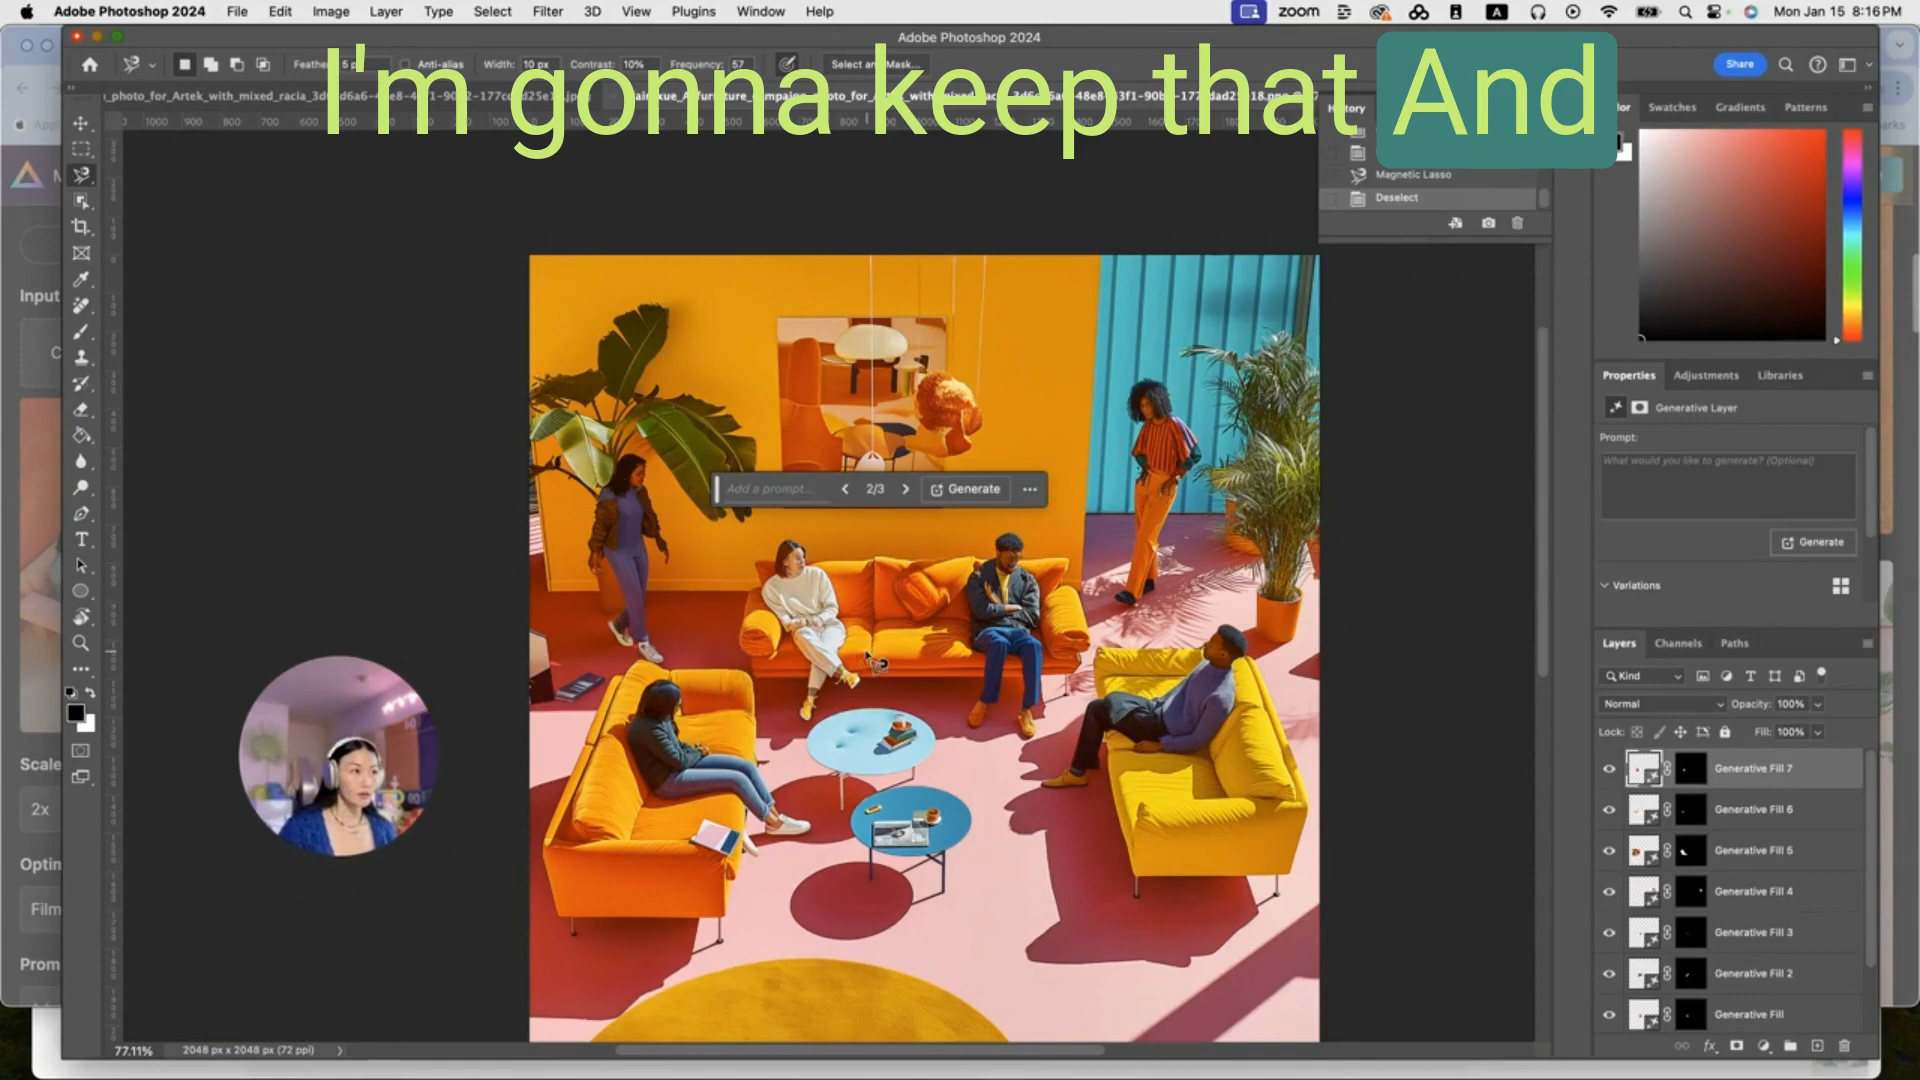 Adobe Photoshop 2024 File Edit Image Layer Type Select Filter 3D View Plugins Window Help zoom A Mon Jan 15 8:16 PM
Adobe Photoshop 2024
I'm gonna keep that And
Anti-alias Width: 10 px Contrast: 10% Frequency: 57 Select and Mask... Share
History
Magnetic Lasso
Deselect
Swatches Gradients Patterns
Properties Adjustments Libraries
Generative Layer
Prompt:
What would you like to generate? (Optional)
Generate
Variations
Add a prompt... 2/3 Generate
Layers Channels Paths
Kind
Normal Opacity: 100%
Lock: Fill: 100%
Generative Fill 7
Generative Fill 6
Generative Fill 5
Generative Fill 4
Generative Fill 3
Generative Fill 2
Generative Fill
Input
Scale
2x
77.11% 2048 px x 2048 px (72 ppi)